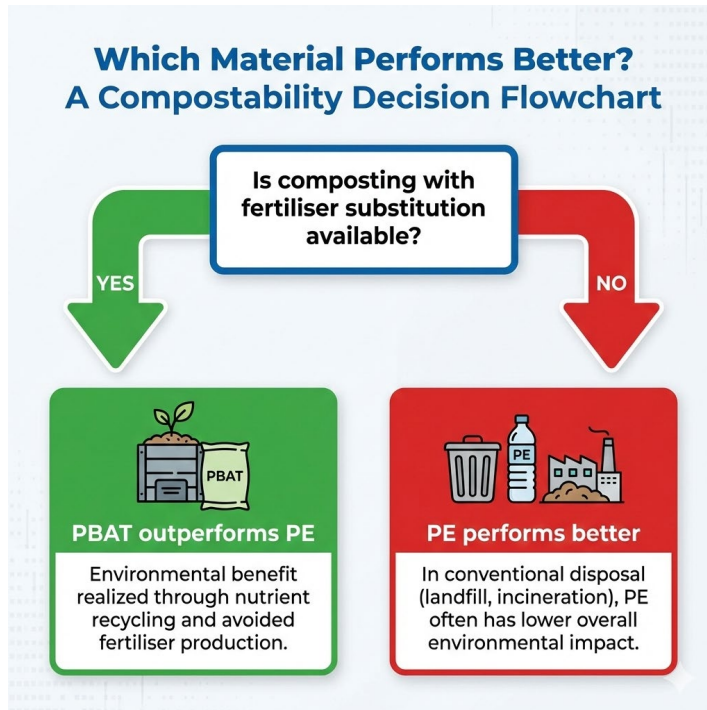 Which Material Performs Better?
A Compostability Decision Flowchart
Is composting with
fertiliser substitution
available?
YES
NO
PBAT
PE
PBAT outperforms PE
Environmental benefit
realized through nutrient
recycling and avoided
fertiliser production.
PE performs better
In conventional disposal
(landfill, incineration), PE
often has lower overall
environmental impact.